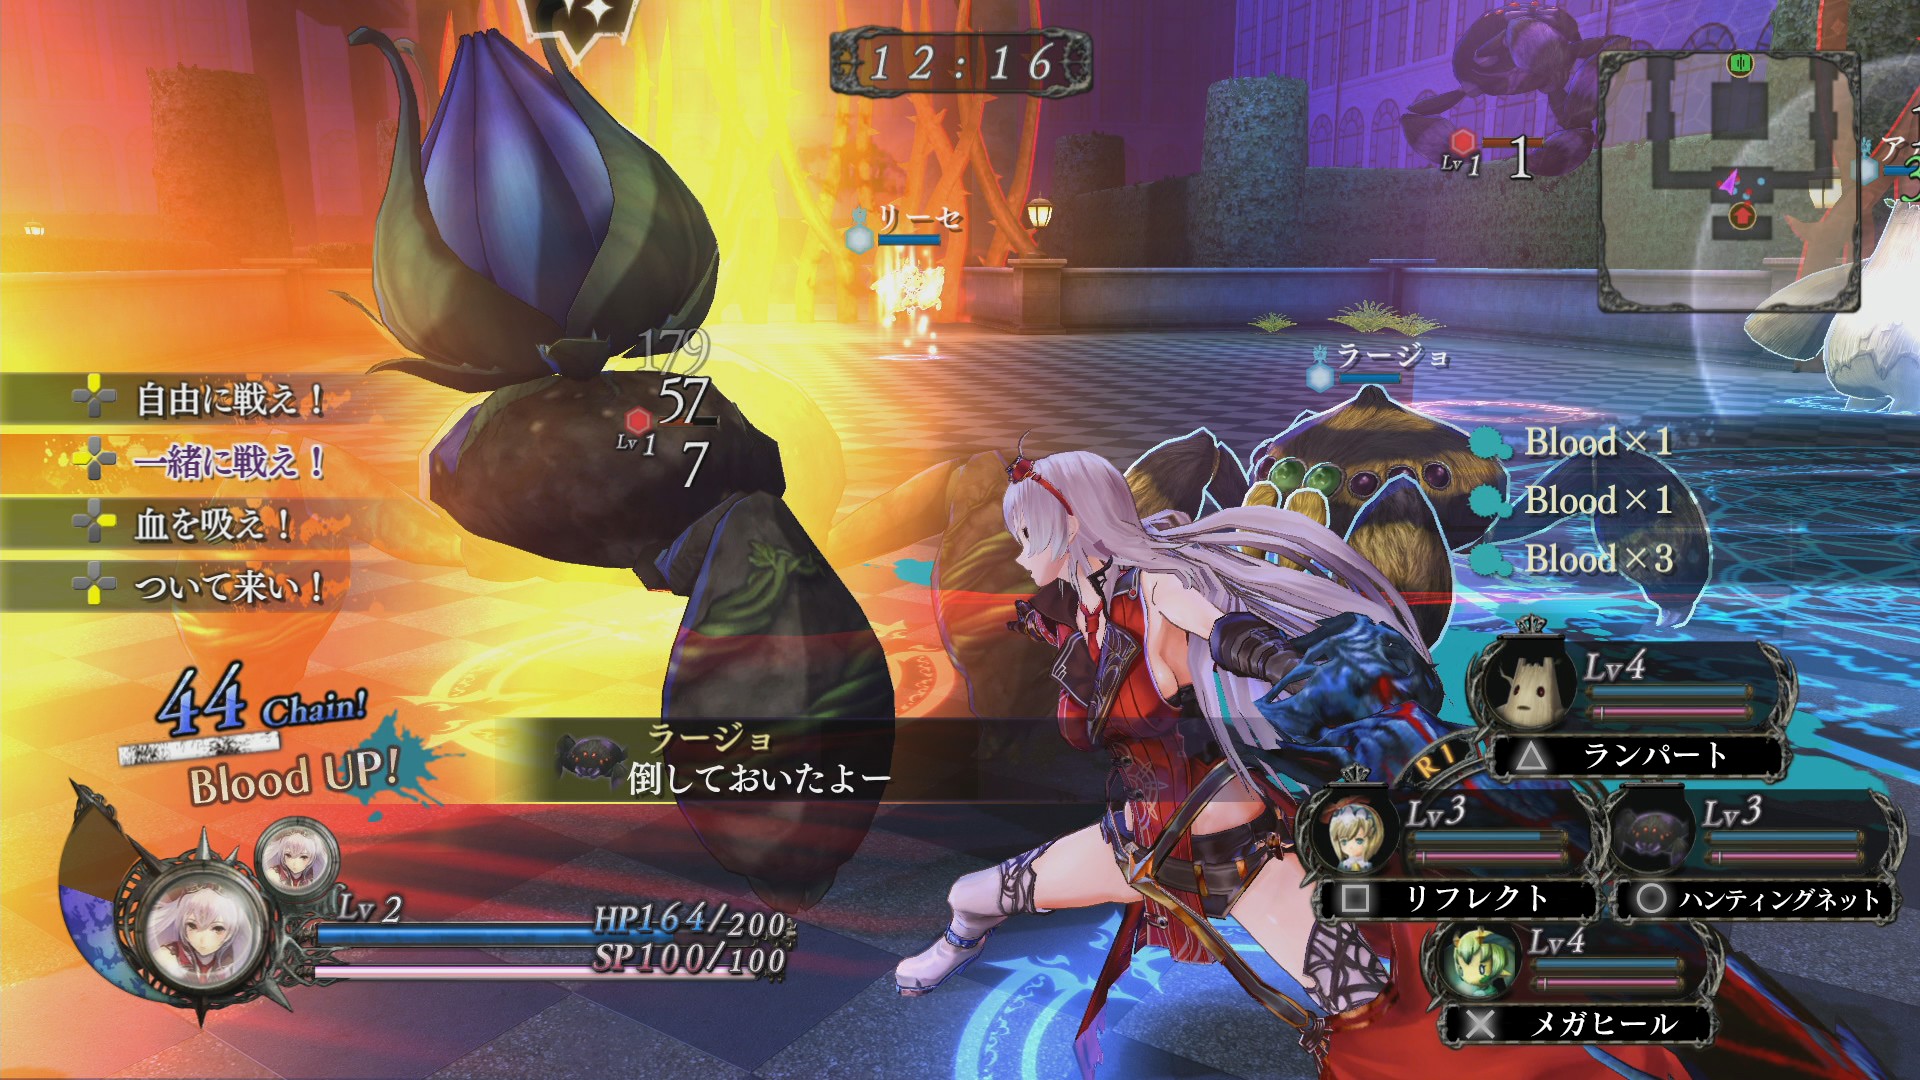 12:16
Lv 1
1
リーセ
ラージョ
179
57
Lv 1
7
自由に戦え！
一緒に戦え！
血を吸え！
ついて来い！
Blood×1
Blood×1
Blood×3
44 Chain!
Blood UP!
ラージョ
倒しておいたよー
Lv 2
HP164/200
SP100/100
Lv4
ランパート
Lv3
リフレクト
Lv3
ハンティングネット
Lv4
メガヒール